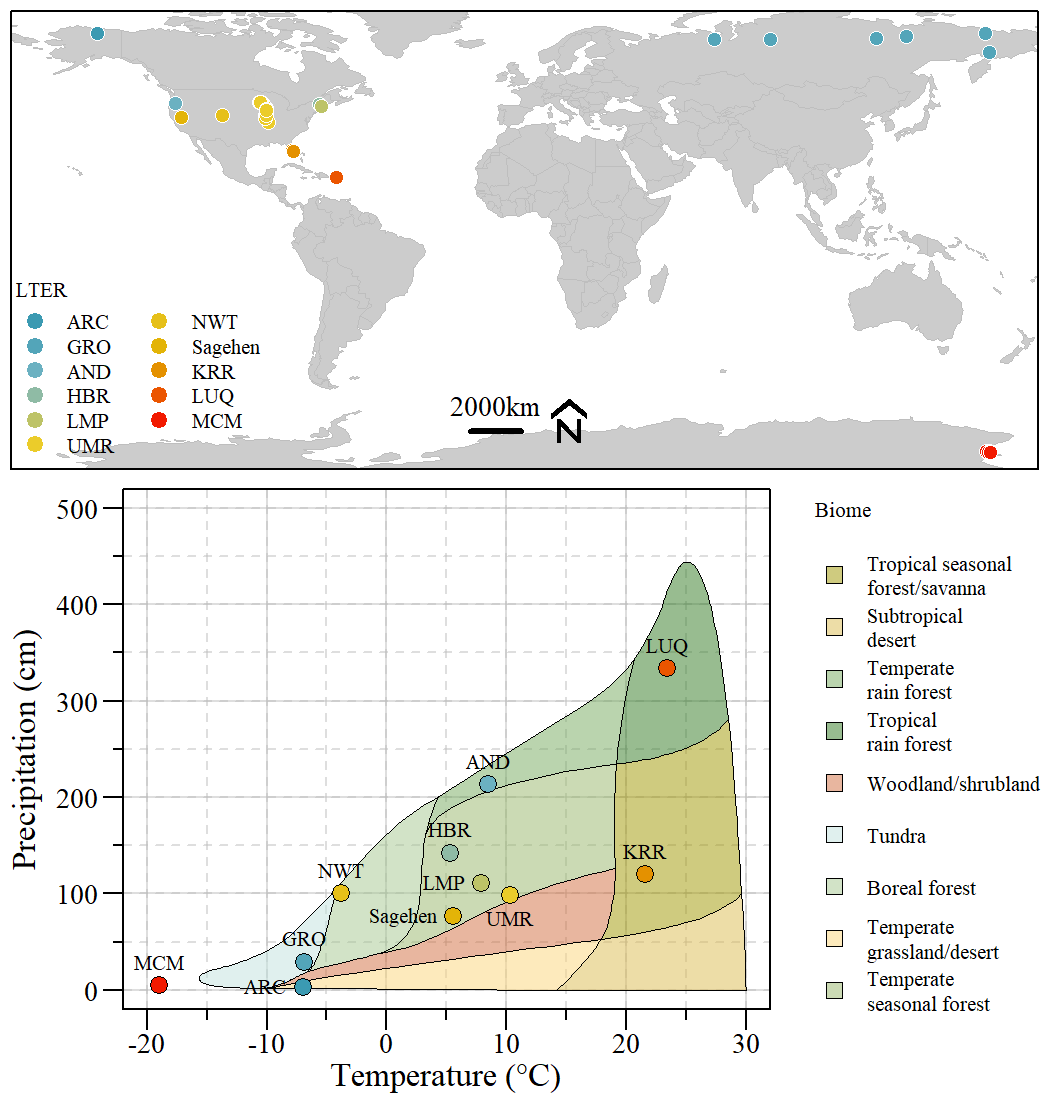 LTER
ARC
NWT
GRO
Sagehen
AND
KRR
HBR
LUQ
LMP
MCM
UMR
2000km
N
500
400
300
200
100
0
Precipitation (cm)
LUQ
AND
HBR
KRR
NWT
LMP
Sagehen
UMR
GRO
MCM
ARC
-20
-10
0
10
20
30
Temperature (°C)
Biome
Tropical seasonal
forest/savanna
Subtropical
desert
Temperate
rain forest
Tropical
rain forest
Woodland/shrubland
Tundra
Boreal forest
Temperate
grassland/desert
Temperate
seasonal forest